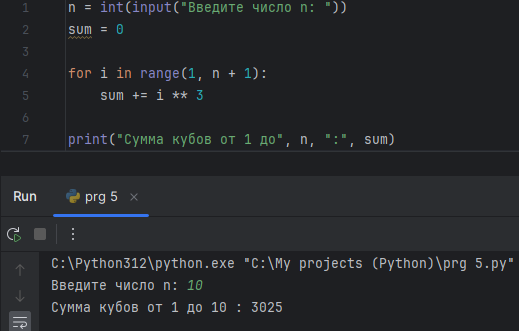 1 n = int(input("Введите число n: "))
2 sum = 0
3
4 for i in range(1, n + 1):
5     sum += i ** 3
6
7 print("Сумма кубов от 1 до", n, ":", sum)
Run prg 5
C:\Python312\python.exe "C:\My projects (Python)\prg 5.py"
Введите число n: 10
Сумма кубов от 1 до 10 : 3025